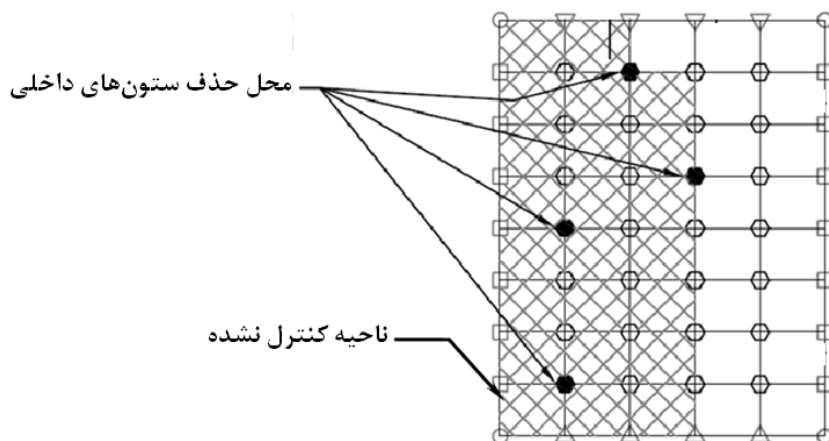 محل حذف ستون‌های داخلی
ناحیه کنترل نشده